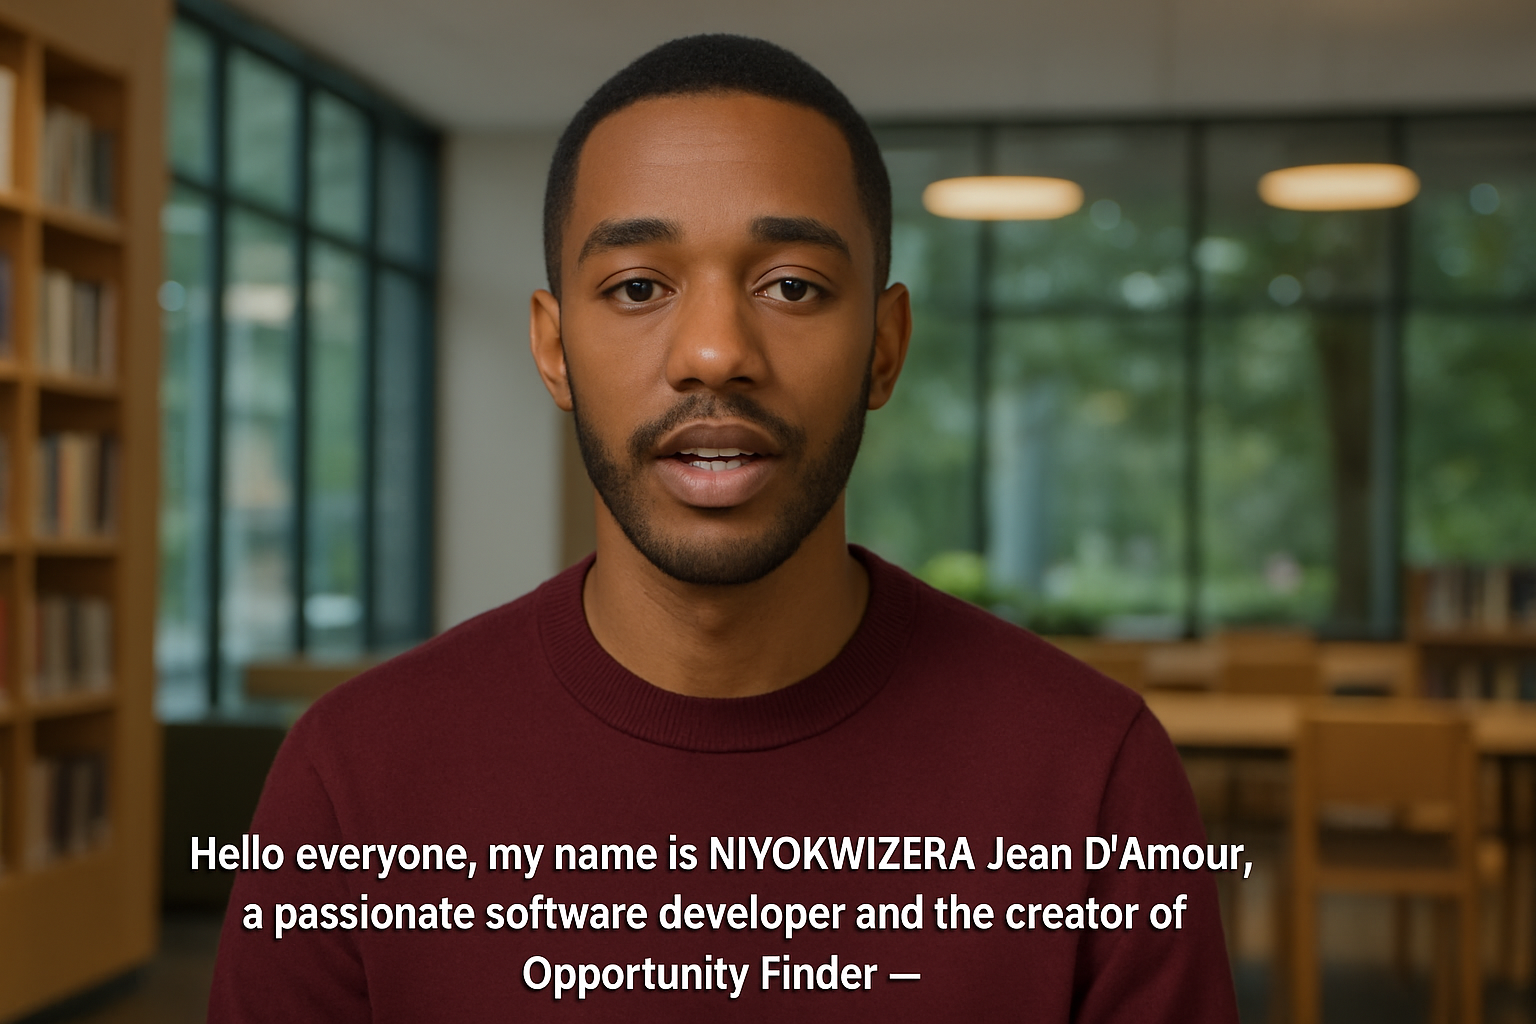 Hello everyone, my name is NIYOKWIZERA Jean D'Amour,
a passionate software developer and the creator of
Opportunity Finder —